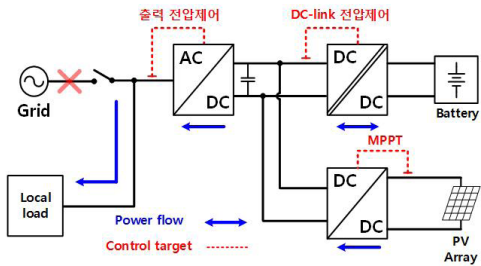 출력 전압제어
DC-link 전압제어
AC
DC
DC
DC
Grid
Battery
MPPT
DC
DC
Local
load
Power flow
Control target
PV
Array